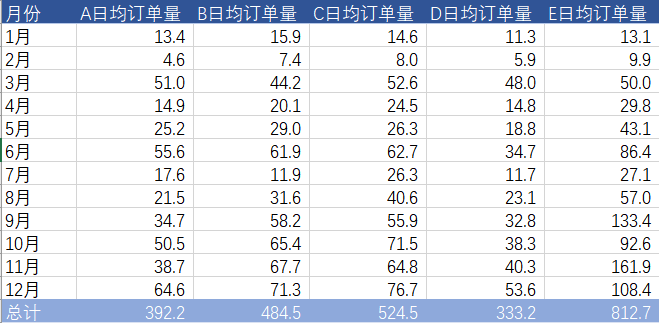 月份 A日均订单量 B日均订单量 C日均订单量 D日均订单量 E日均订单量
1月 13.4 15.9 14.6 11.3 13.1
2月 4.6 7.4 8.0 5.9 9.9
3月 51.0 44.2 52.6 48.0 50.0
4月 14.9 20.1 24.5 14.8 29.8
5月 25.2 29.0 26.3 18.8 43.1
6月 55.6 61.9 62.7 34.7 86.4
7月 17.6 11.9 26.3 11.7 27.1
8月 21.5 31.6 40.6 23.1 57.0
9月 34.7 58.2 55.9 32.8 133.4
10月 50.5 65.4 71.5 38.3 92.6
11月 38.7 67.7 64.8 40.3 161.9
12月 64.6 71.3 76.7 53.6 108.4
总计 392.2 484.5 524.5 333.2 812.7